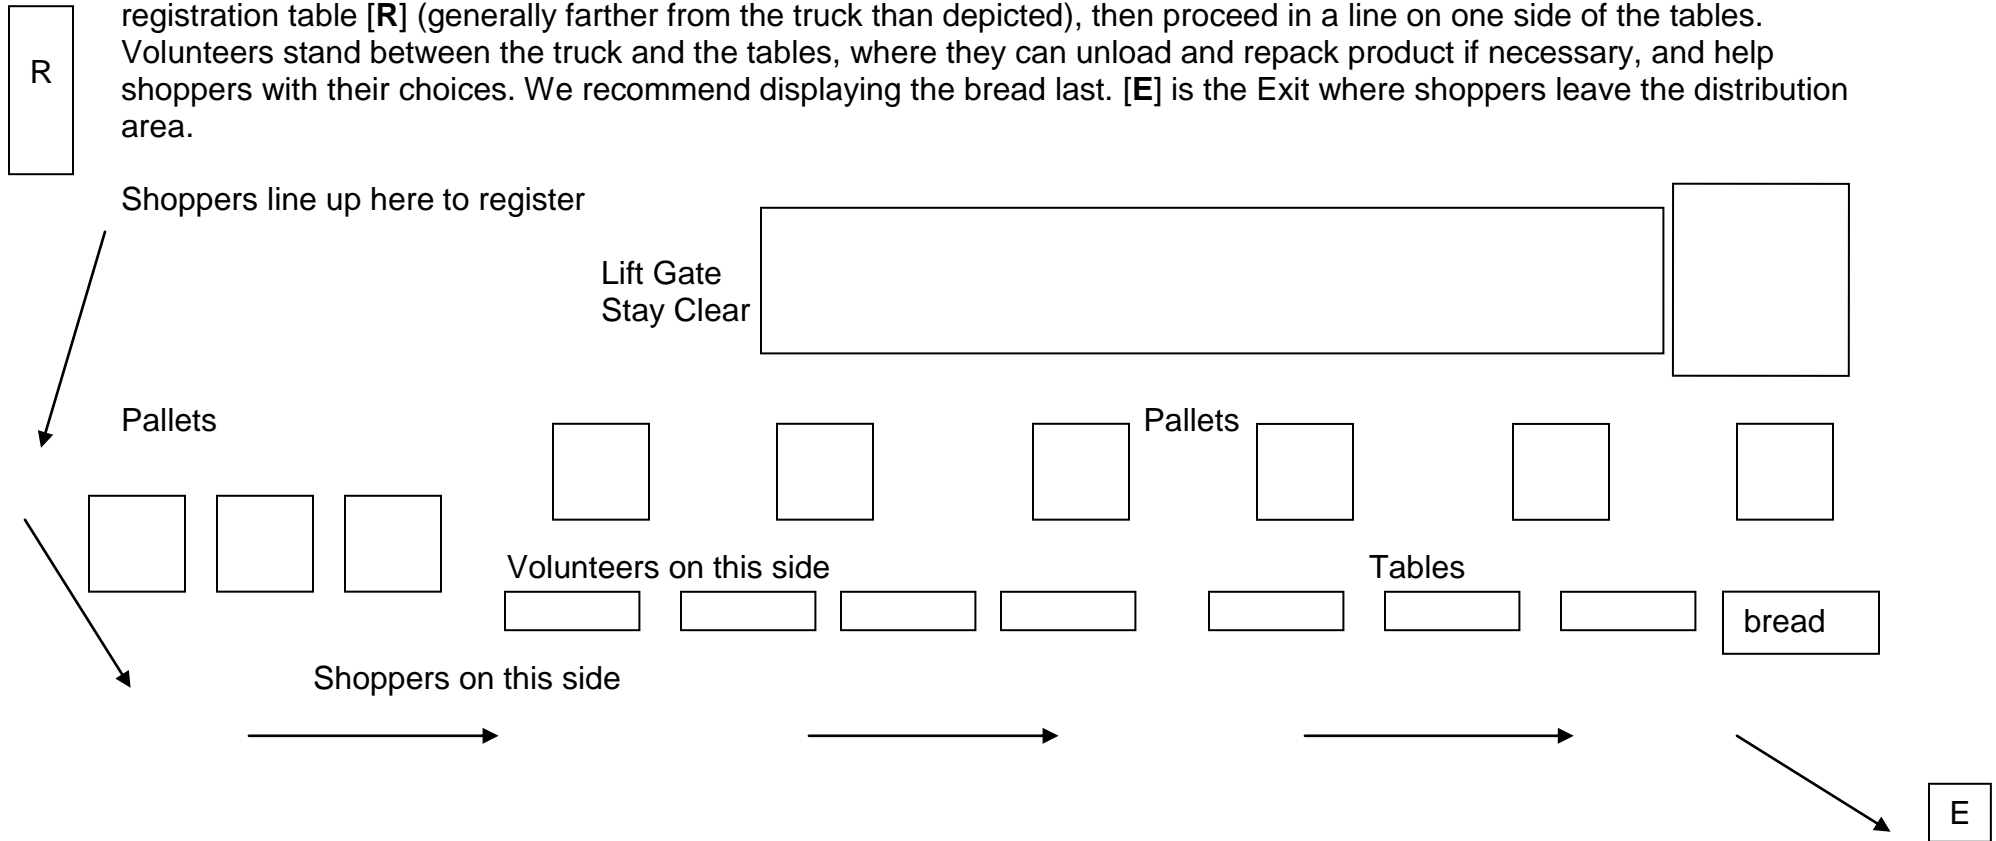 registration table [R] (generally farther from the truck than depicted), then proceed in a line on one side of the tables.
Volunteers stand between the truck and the tables, where they can unload and repack product if necessary, and help
shoppers with their choices. We recommend displaying the bread last. [E] is the Exit where shoppers leave the distribution
area.
R
Shoppers line up here to register
Lift Gate
Stay Clear
Pallets
Pallets
Volunteers on this side
Tables
bread
Shoppers on this side
E